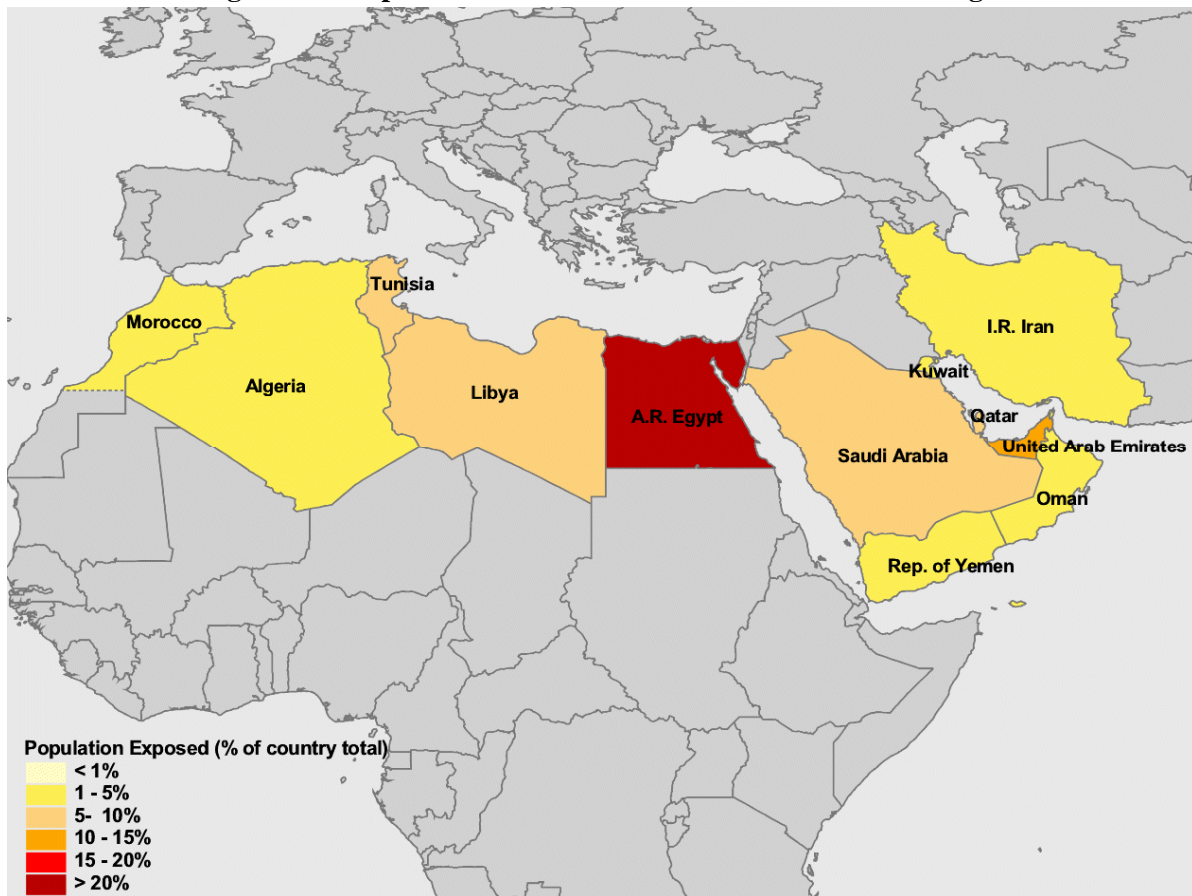 Tunisia
Morocco
I.R. Iran
Kuwait
Algeria
Libya
A.R. Egypt
Qatar
United Arab Emirates
Saudi Arabia
Oman
Rep. of Yemen
Population Exposed (% of country total)
< 1%
1 - 5%
5- 10%
10 - 15%
15 - 20%
> 20%